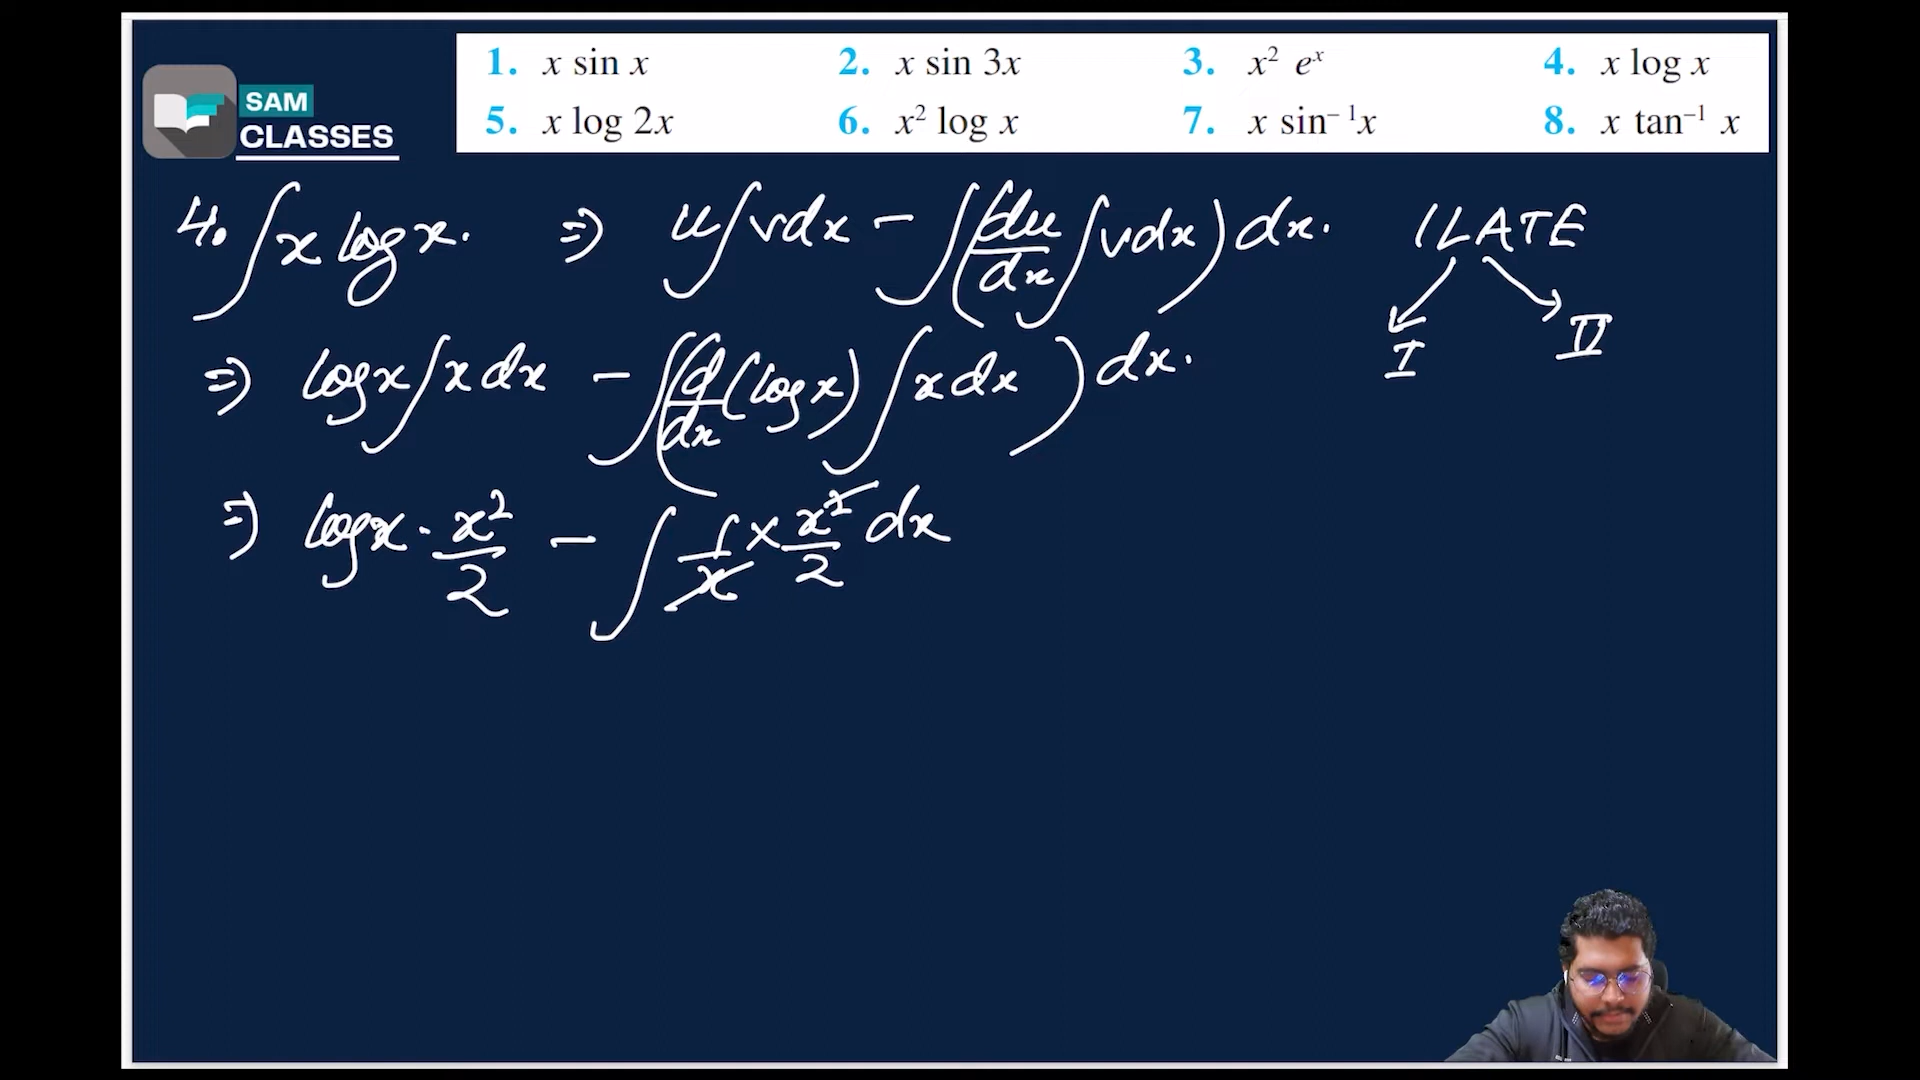 SAM
CLASSES
1. x sin x 2. x sin 3x 3. x² eˣ 4. x log x
5. x log 2x 6. x² log x 7. x sin⁻¹x 8. x tan⁻¹ x
4. ∫ x log x. ⇒ u∫vdx − ∫(du/dx ∫vdx) dx. ILATE
I II
⇒ log x ∫x dx − ∫(d/dx (log x) ∫x dx) dx.
⇒ log x · x²/2 − ∫ 1/x × x²/2 dx